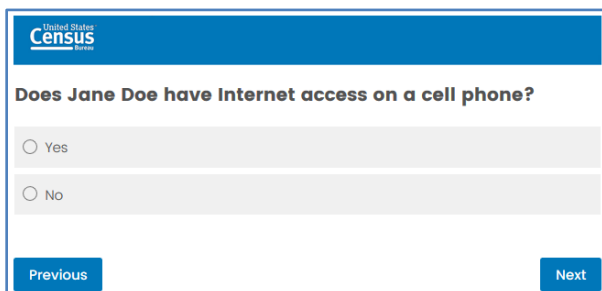 United States
Census
Bureau
Does Jane Doe have Internet access on a cell phone?
Yes
No
Previous
Next